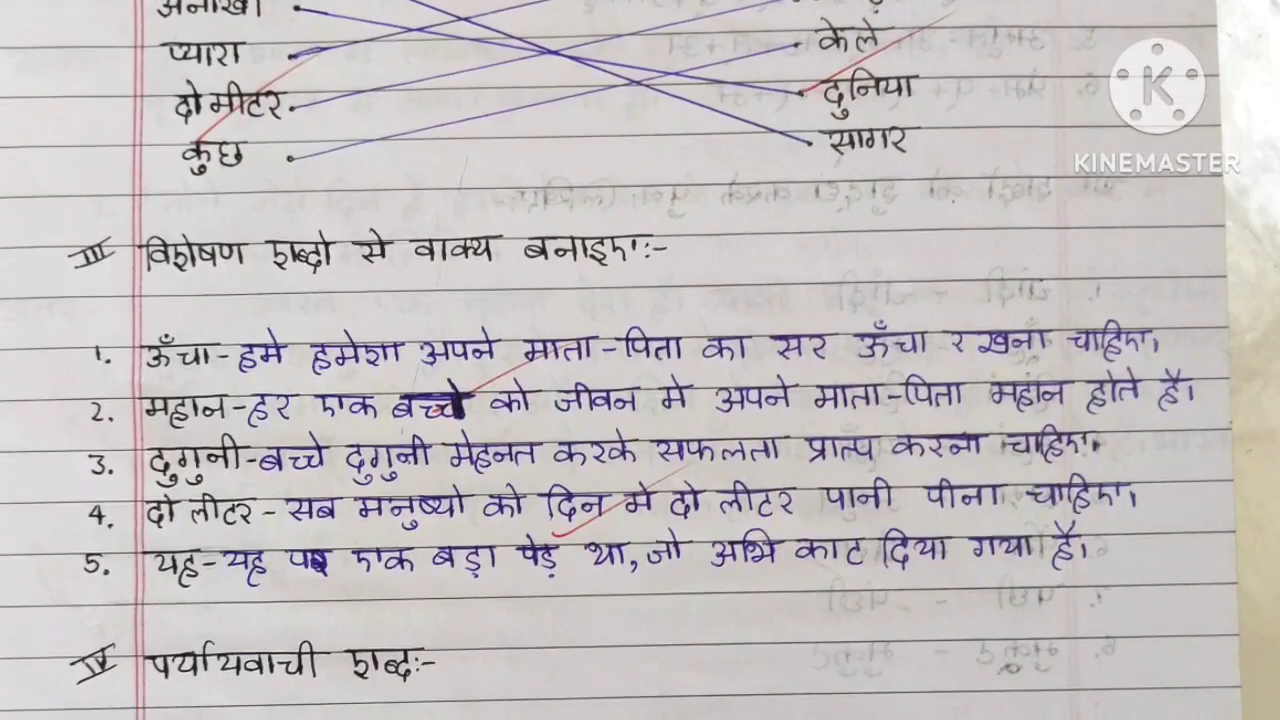 अनोखा
प्यारा केले
दो मीटर दुनिया
कुछ सागर
KINEMASTER
III विशेषण शब्दो से वाक्य बनाइए:-
1. ऊँचा - हमे हमेशा अपने माता-पिता का सर ऊँचा रखना चाहिए।
2. महान - हर एक बच्चे को जीवन मे अपने माता-पिता महान होते है।
3. दुगुनी - बच्चे दुगुनी मेहनत करके सफलता प्राप्त करना चाहिए।
4. दो लीटर - सब मनुष्यो को दिन मे दो लीटर पानी पीना चाहिए।
5. यह - यह पर एक बड़ा पेड़ था, जो अभि काट दिया गया है।
IV पर्यायवाची शब्द:-